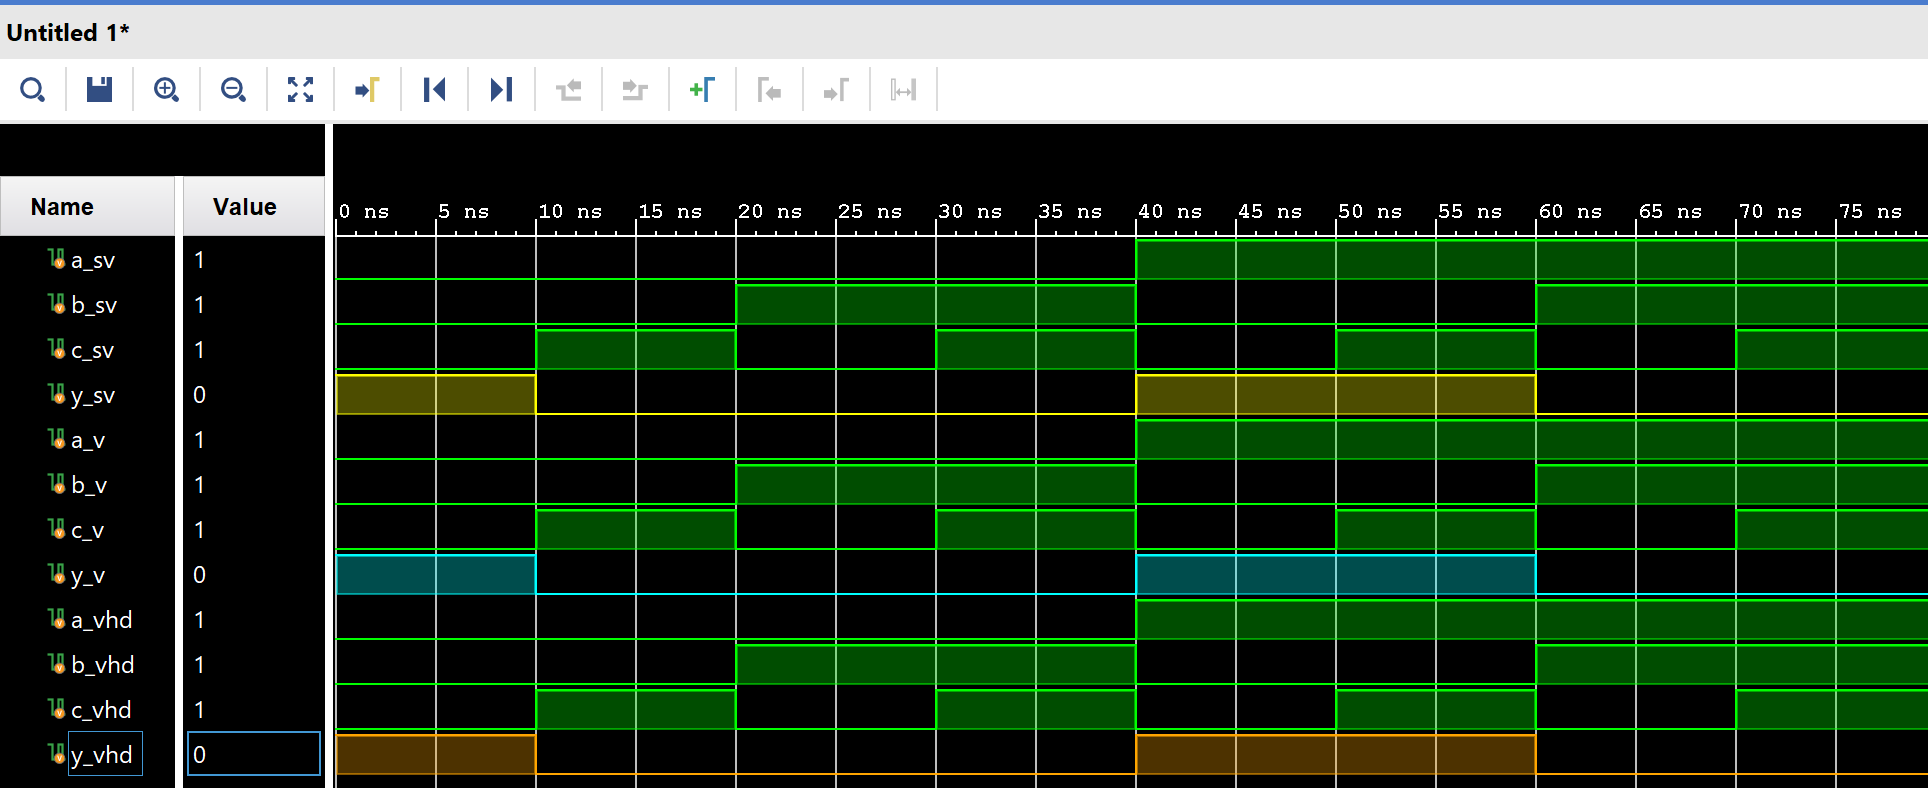 Untitled 1*
Name Value
0 ns 5 ns 10 ns 15 ns 20 ns 25 ns 30 ns 35 ns 40 ns 45 ns 50 ns 55 ns 60 ns 65 ns 70 ns 75 ns
a_sv 1
b_sv 1
c_sv 1
y_sv 0
a_v 1
b_v 1
c_v 1
y_v 0
a_vhd 1
b_vhd 1
c_vhd 1
y_vhd 0